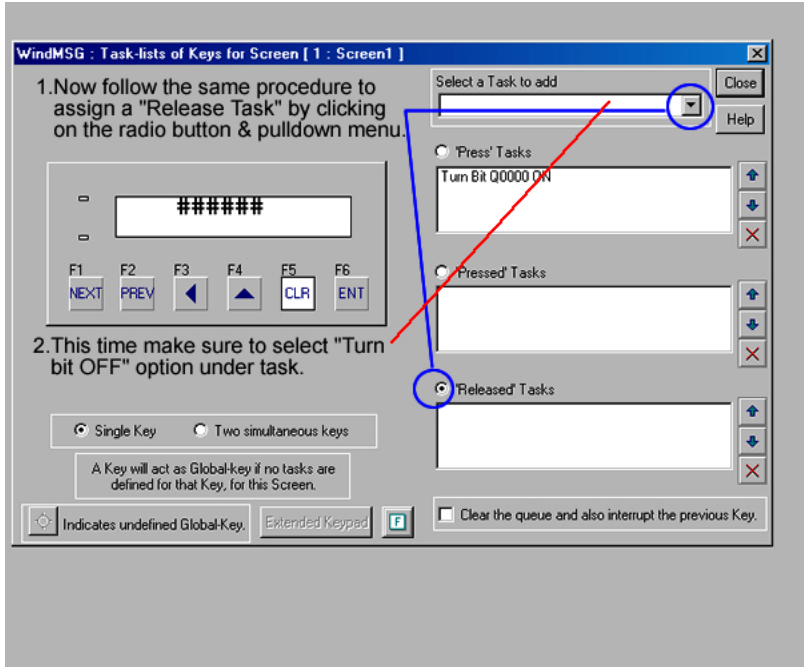 WindMSG : Task-lists of Keys for Screen [ 1 : Screen1 ]
1.Now follow the same procedure to
assign a "Release Task" by clicking
on the radio button & pulldown menu.
Select a Task to add
Close
Help
'Press' Tasks
Turn Bit Q0000 ON
######
F1 F2 F3 F4 F5 F6
NEXT PREV CLR ENT
'Pressed' Tasks
2.This time make sure to select "Turn
bit OFF" option under task.
'Released' Tasks
Single Key Two simultaneous keys
A Key will act as Global-key if no tasks are
defined for that Key, for this Screen.
Indicates undefined Global-Key. Extended Keypad F
Clear the queue and also interrupt the previous Key.